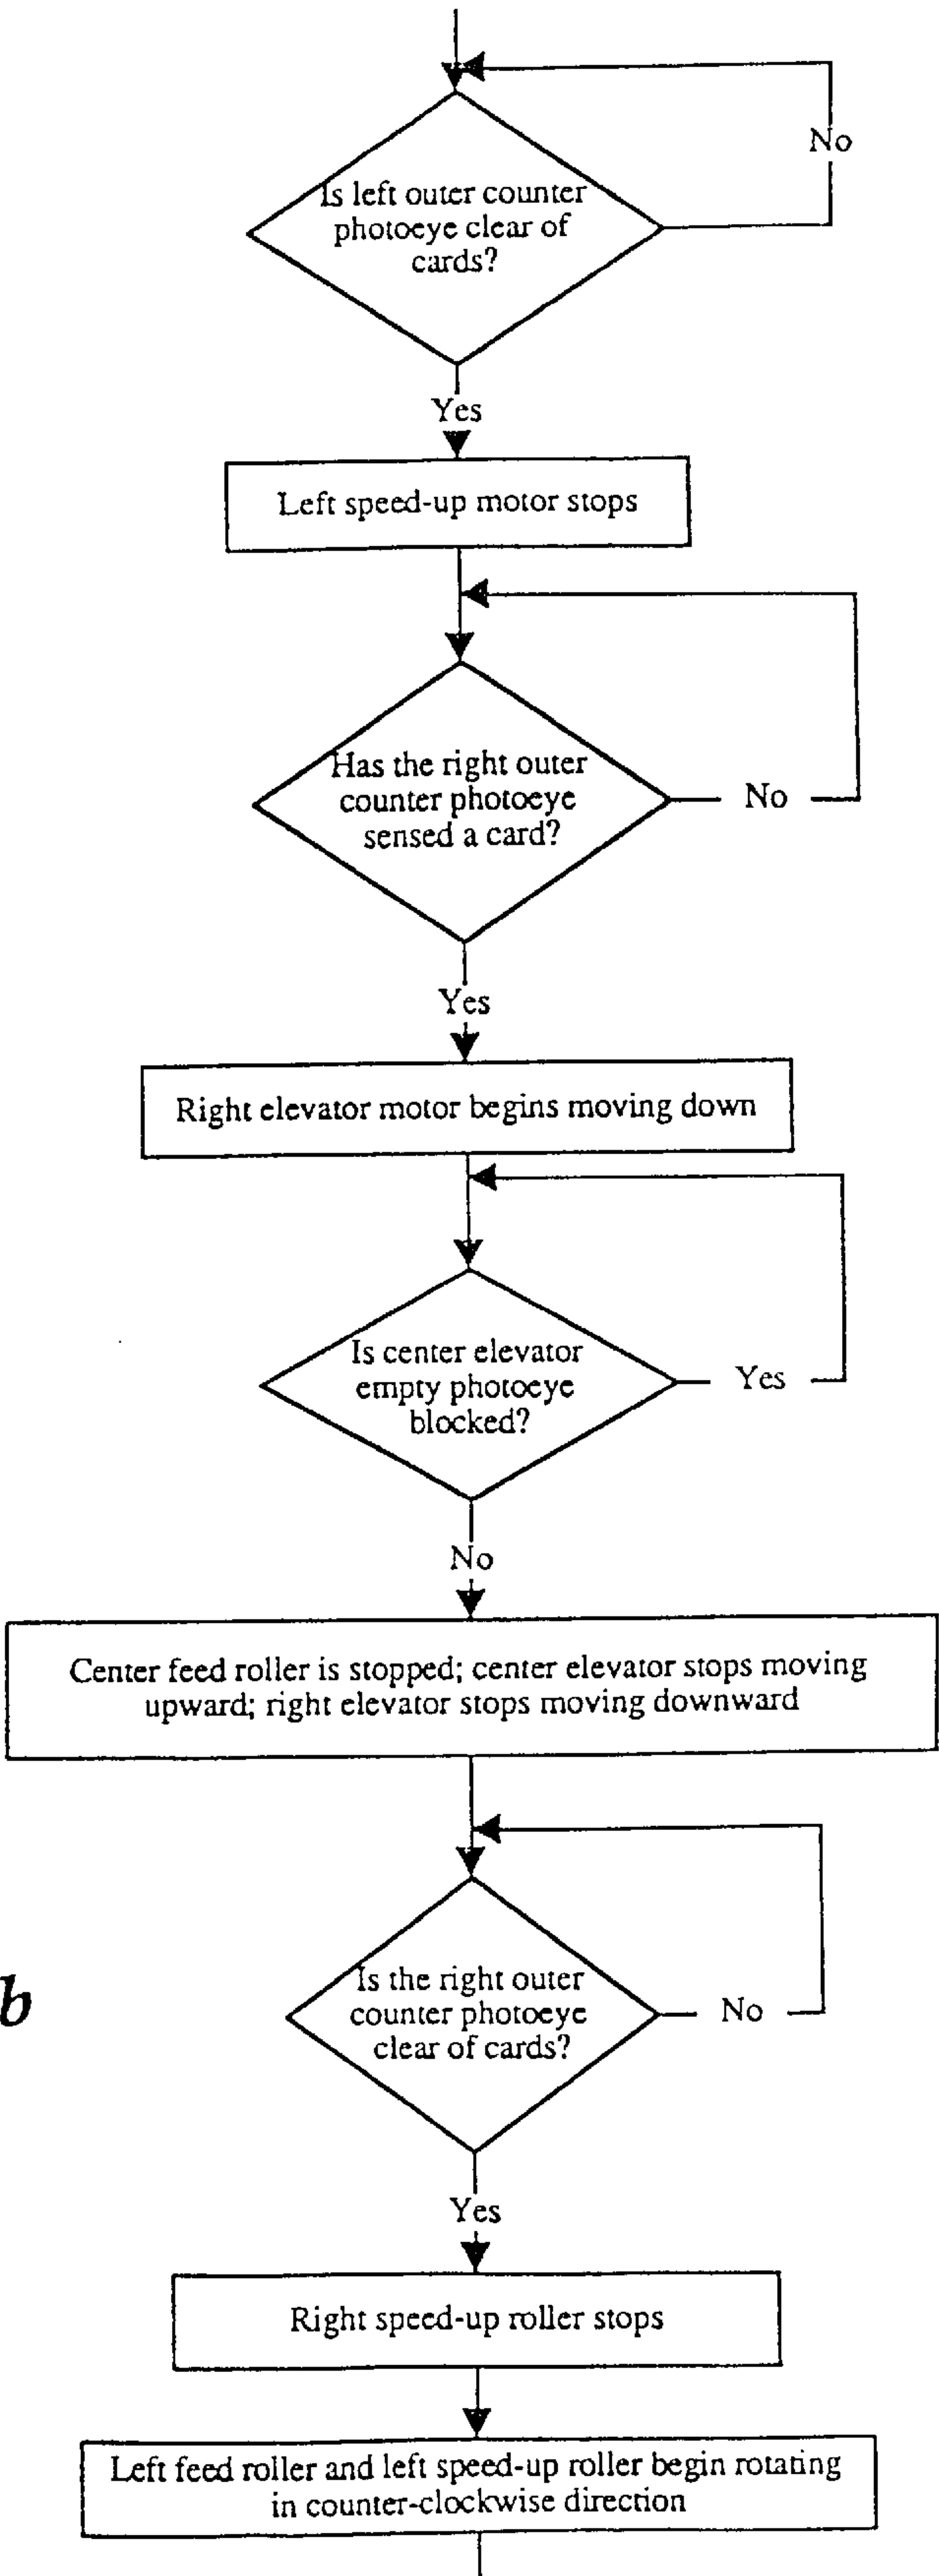 No
Is left outer counter
photoeye clear of
cards?
Yes
Left speed-up motor stops
Has the right outer
counter photoeye
sensed a card?
No
Yes
Right elevator motor begins moving down
Is center elevator
empty photoeye
blocked?
Yes
No
Center feed roller is stopped; center elevator stops moving
upward; right elevator stops moving downward
b
Is the right outer
counter photoeye
clear of cards?
No
Yes
Right speed-up roller stops
Left feed roller and left speed-up roller begin rotating
in counter-clockwise direction